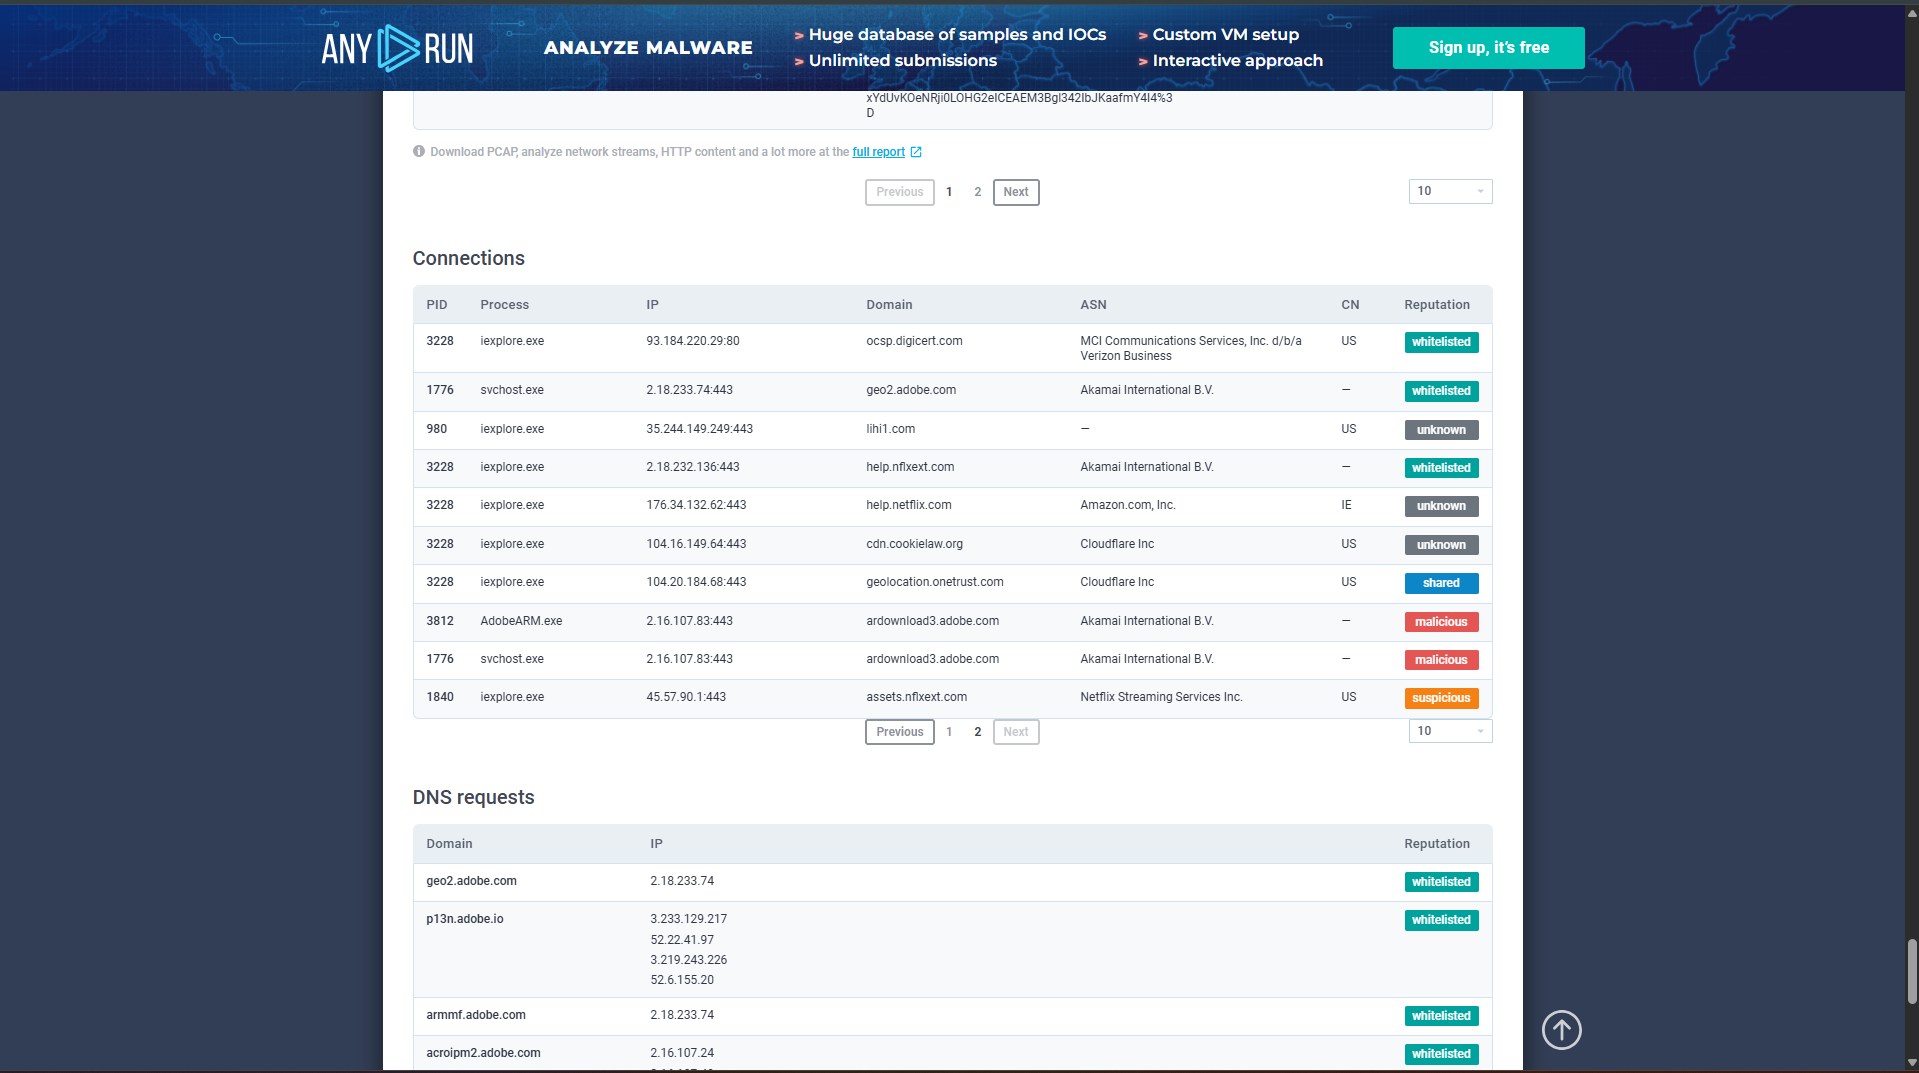 ANY RUN
ANALYZE MALWARE
> Huge database of samples and IOCs
> Unlimited submissions
> Custom VM setup
> Interactive approach
Sign up, it's free
xYdUvKOeNRji0LOHG2eICEAEM3Bgl342IbJKaafmY4I4%3
D
Download PCAP, analyze network streams, HTTP content and a lot more at the full report
Previous 1 2 Next 10
Connections
PID Process IP Domain ASN CN Reputation
3228 iexplore.exe 93.184.220.29:80 ocsp.digicert.com MCI Communications Services, Inc. d/b/a US whitelisted
Verizon Business
1776 svchost.exe 2.18.233.74:443 geo2.adobe.com Akamai International B.V. – whitelisted
980 iexplore.exe 35.244.149.249:443 lihi1.com – US unknown
3228 iexplore.exe 2.18.232.136:443 help.nflxext.com Akamai International B.V. – whitelisted
3228 iexplore.exe 176.34.132.62:443 help.netflix.com Amazon.com, Inc. IE unknown
3228 iexplore.exe 104.16.149.64:443 cdn.cookielaw.org Cloudflare Inc US unknown
3228 iexplore.exe 104.20.184.68:443 geolocation.onetrust.com Cloudflare Inc US shared
3812 AdobeARM.exe 2.16.107.83:443 ardownload3.adobe.com Akamai International B.V. – malicious
1776 svchost.exe 2.16.107.83:443 ardownload3.adobe.com Akamai International B.V. – malicious
1840 iexplore.exe 45.57.90.1:443 assets.nflxext.com Netflix Streaming Services Inc. US suspicious
Previous 1 2 Next 10
DNS requests
Domain IP Reputation
geo2.adobe.com 2.18.233.74 whitelisted
p13n.adobe.io 3.233.129.217 whitelisted
52.22.41.97
3.219.243.226
52.6.155.20
armmf.adobe.com 2.18.233.74 whitelisted
acroipm2.adobe.com 2.16.107.24 whitelisted